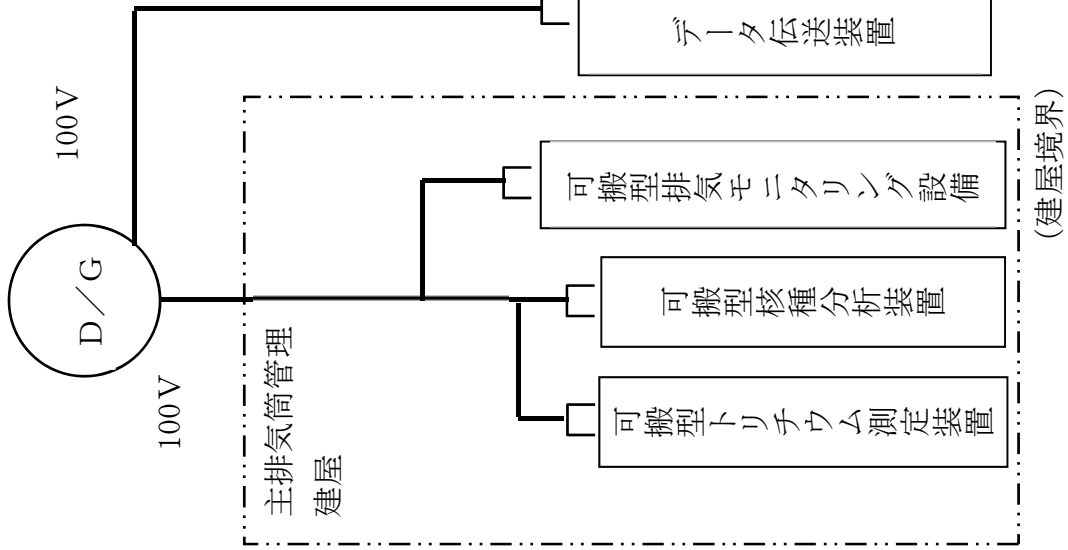 D／G
100V
100V
主排気筒管理
建屋
可搬型トリチウム測定装置
可搬型核種分析装置
可搬型排気モニタリング設備
データ伝送装置
(建屋境界)